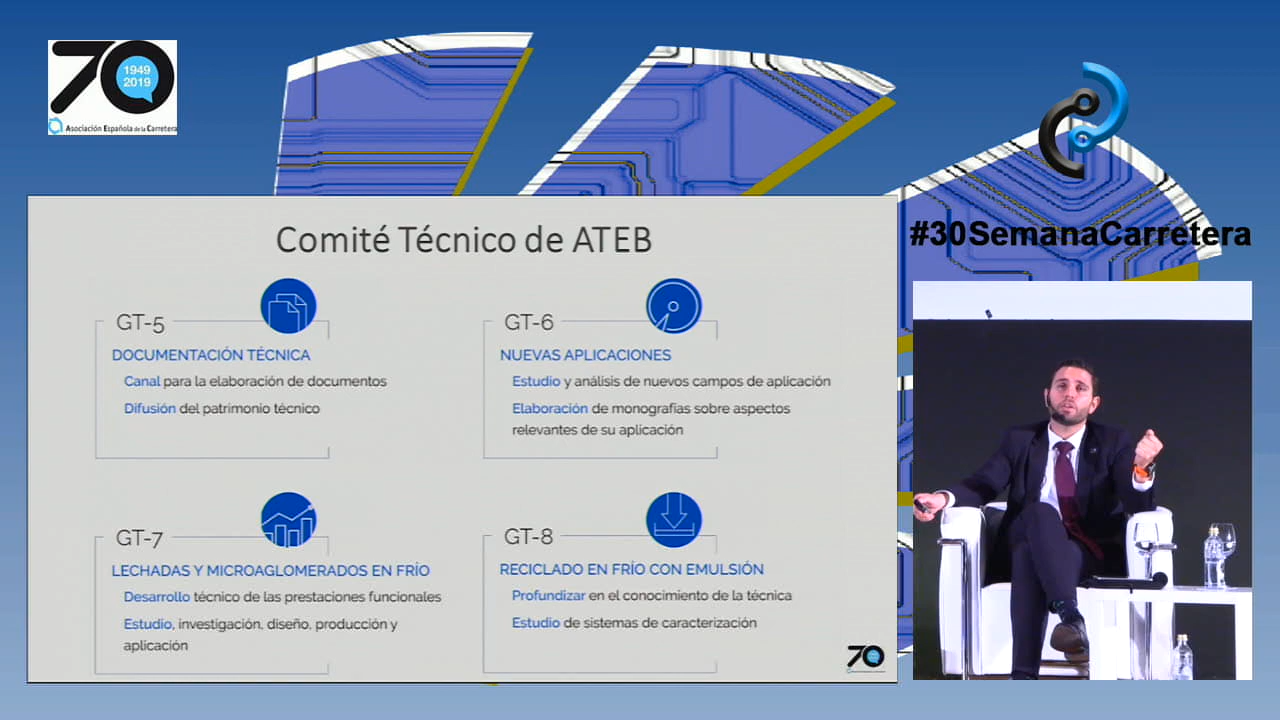 70
1949
2019
Asociación Española de la Carretera
#30SemanaCarretera
Comité Técnico de ATEB
GT-5
DOCUMENTACIÓN TÉCNICA
Canal para la elaboración de documentos
Difusión del patrimonio técnico
GT-6
NUEVAS APLICACIONES
Estudio y análisis de nuevos campos de aplicación
Elaboración de monografías sobre aspectos
relevantes de su aplicación
GT-7
LECHADAS Y MICROAGLOMERADOS EN FRÍO
Desarrollo técnico de las prestaciones funcionales
Estudio, investigación, diseño, producción y
aplicación
GT-8
RECICLADO EN FRÍO CON EMULSIÓN
Profundizar en el conocimiento de la técnica
Estudio de sistemas de caracterización
70